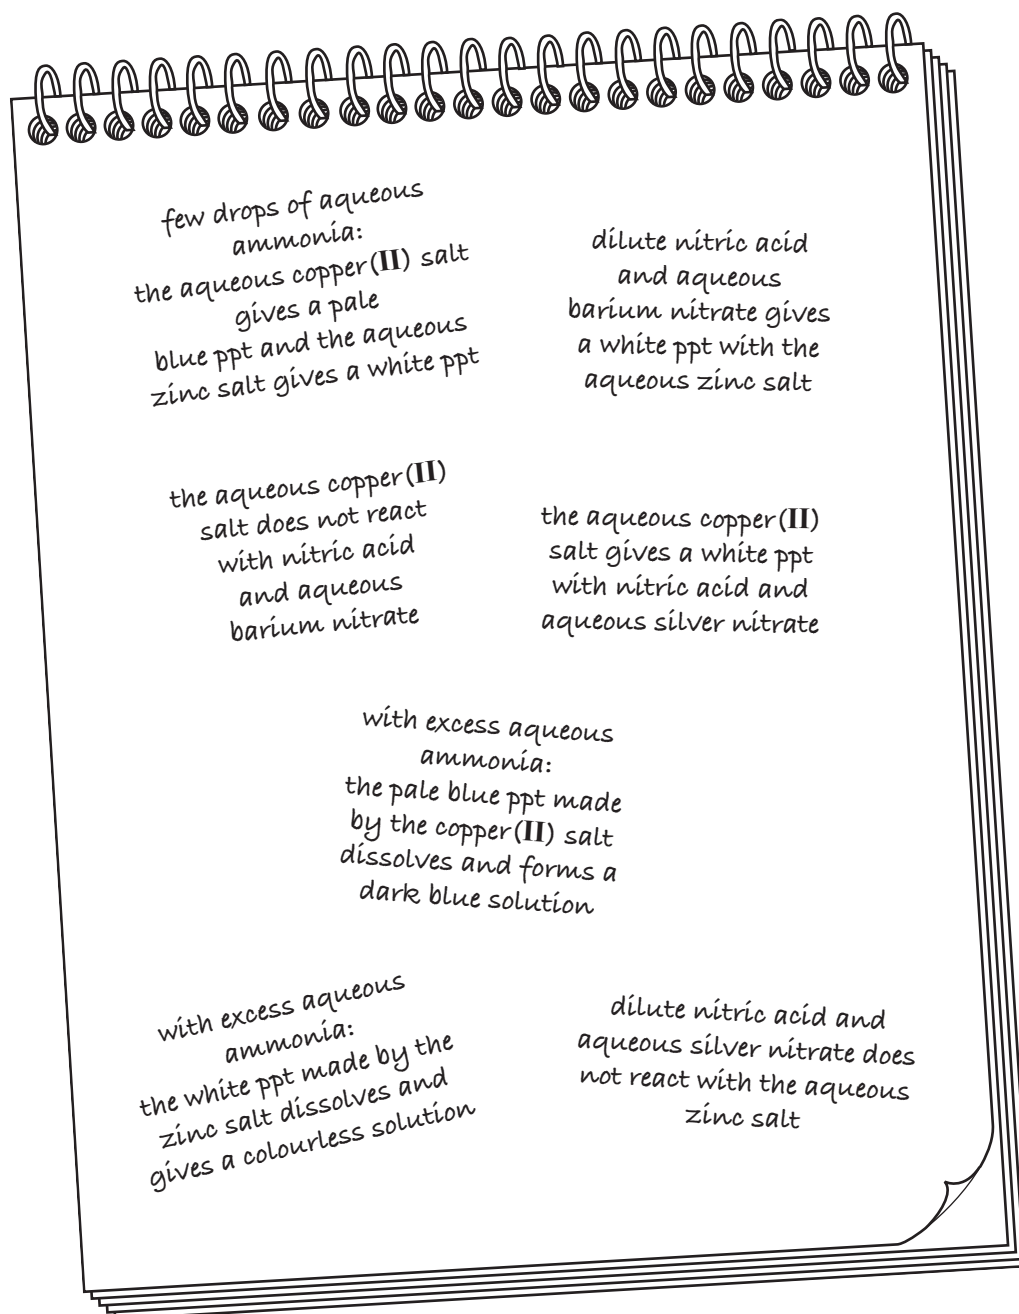 few drops of aqueous
ammonia:
the aqueous copper(II) salt
gives a pale
blue ppt and the aqueous
zinc salt gives a white ppt
dilute nitric acid
and aqueous
barium nitrate gives
a white ppt with the
aqueous zinc salt
the aqueous copper(II)
salt does not react
with nitric acid
and aqueous
barium nitrate
the aqueous copper(II)
salt gives a white ppt
with nitric acid and
aqueous silver nitrate
with excess aqueous
ammonia:
the pale blue ppt made
by the copper(II) salt
dissolves and forms a
dark blue solution
with excess aqueous
ammonia:
the white ppt made by the
zinc salt dissolves and
gives a colourless solution
dilute nitric acid and
aqueous silver nitrate does
not react with the aqueous
zinc salt